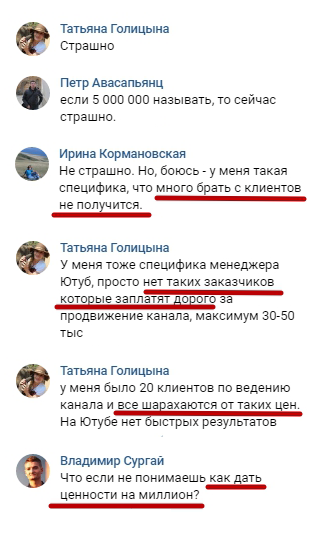 Татьяна Голицына
Страшно
Петр Авасапьянц
если 5 000 000 называть, то сейчас
страшно.
Ирина Кормановская
Не страшно. Но, боюсь - у меня такая
специфика, что много брать с клиентов
не получится.
Татьяна Голицына
У меня тоже специфика менеджера
Ютуб, просто нет таких заказчиков
которые заплатят дорого за
продвижение канала, максимум 30-50
тыс
Татьяна Голицына
у меня было 20 клиентов по ведению
канала и все шарахаются от таких цен.
На Ютубе нет быстрых результатов
Владимир Сургай
Что если не понимаешь как дать
ценности на миллион?